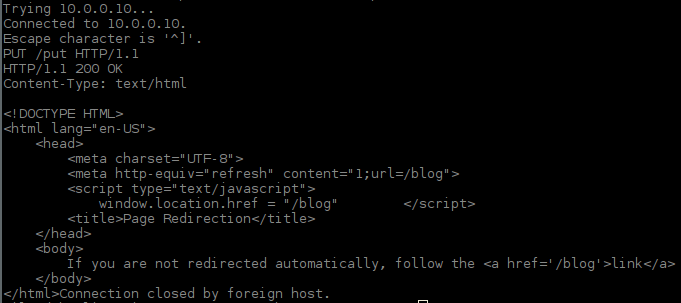 Trying 10.0.0.10...
Connected to 10.0.0.10.
Escape character is '^]'.
PUT /put HTTP/1.1
HTTP/1.1 200 OK
Content-Type: text/html

<!DOCTYPE HTML>
<html lang="en-US">
    <head>
        <meta charset="UTF-8">
        <meta http-equiv="refresh" content="1;url=/blog">
        <script type="text/javascript">
            window.location.href = "/blog"        </script>
        <title>Page Redirection</title>
    </head>
    <body>
        If you are not redirected automatically, follow the <a href='/blog'>link</a>
    </body>
</html>Connection closed by foreign host.